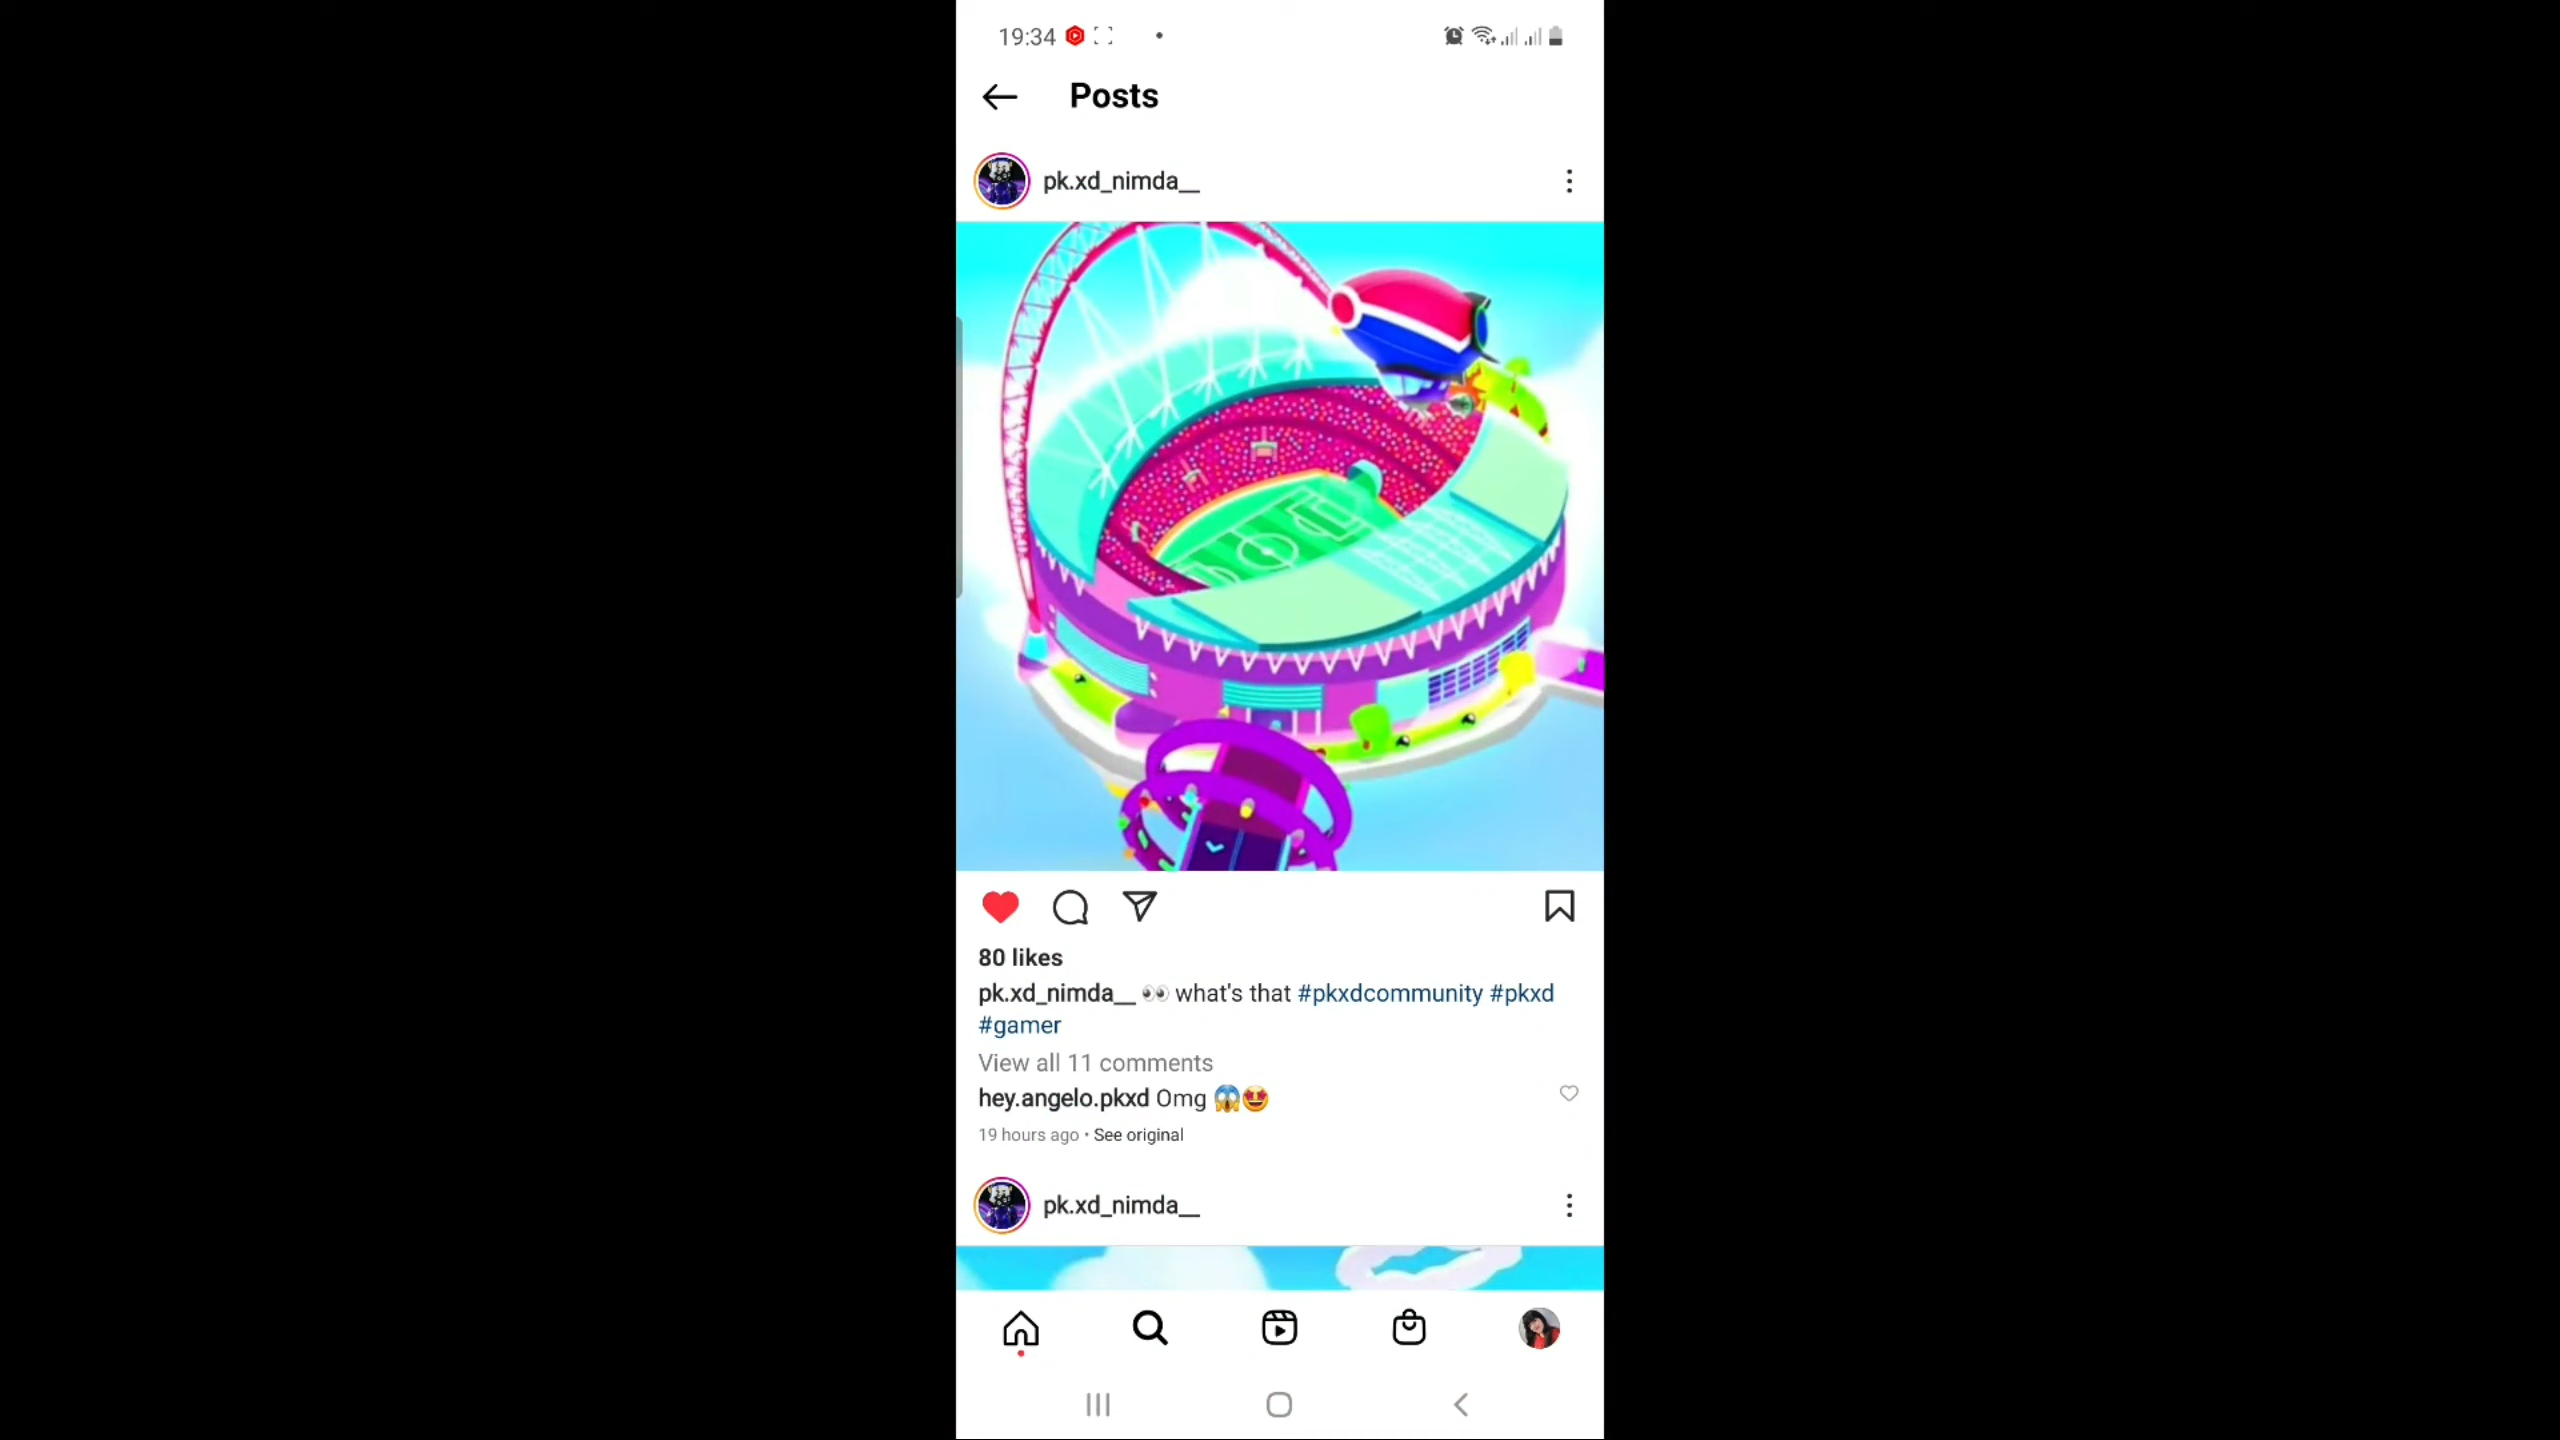 19:34
Posts
pk.xd_nimda__
80 likes
pk.xd_nimda__ 👀 what's that #pkxdcommunity #pkxd
#gamer
View all 11 comments
hey.angelo.pkxd Omg 😱🤩
19 hours ago • See original
pk.xd_nimda__